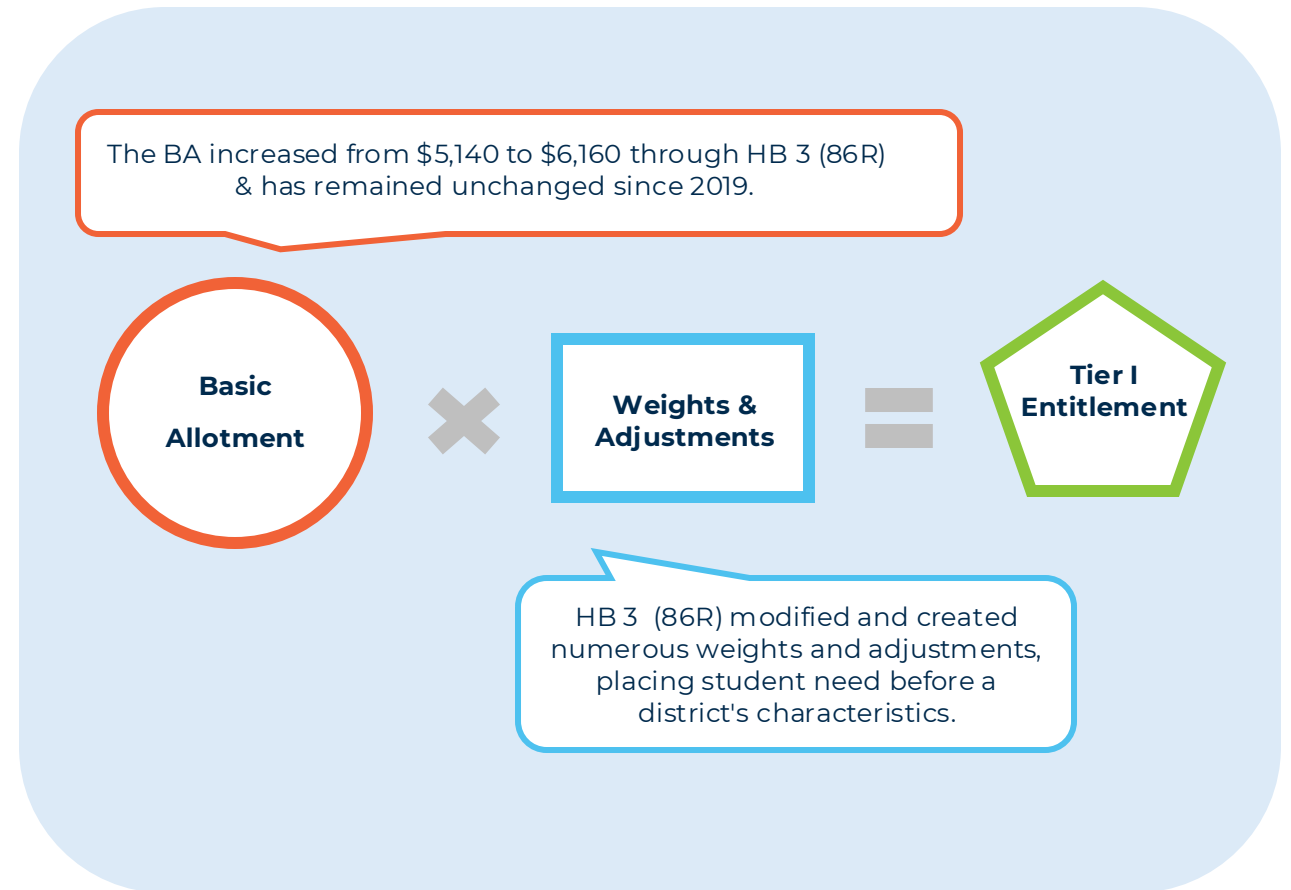 The BA increased from $5,140 to $6,160 through HB 3 (86R)
& has remained unchanged since 2019.
Basic
Allotment
Weights &
Adjustments
Tier I
Entitlement
HB 3  (86R) modified and created
numerous weights and adjustments,
placing student need before a
district's characteristics.